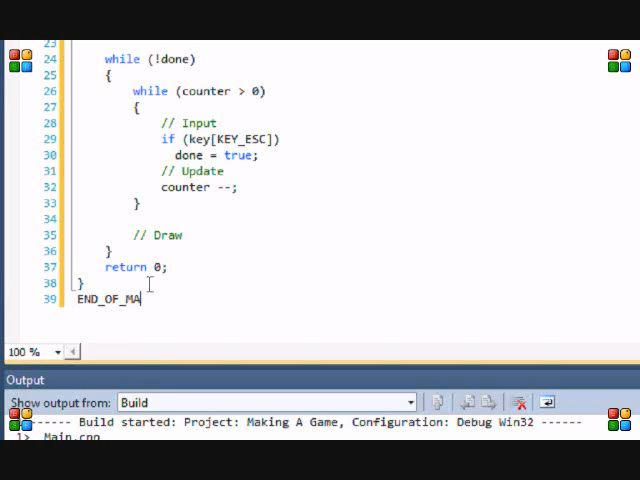 23
24 while (!done)
25 {
26 while (counter > 0)
27 {
28 // Input
29 if (key[KEY_ESC])
30 done = true;
31 // Update
32 counter --;
33 }
34
35 // Draw
36 }
37 return 0;
38 }
39 END_OF_MA
100 %
Output
Show output from: Build
------ Build started: Project: Making A Game, Configuration: Debug Win32 ------
1> Main.cpp